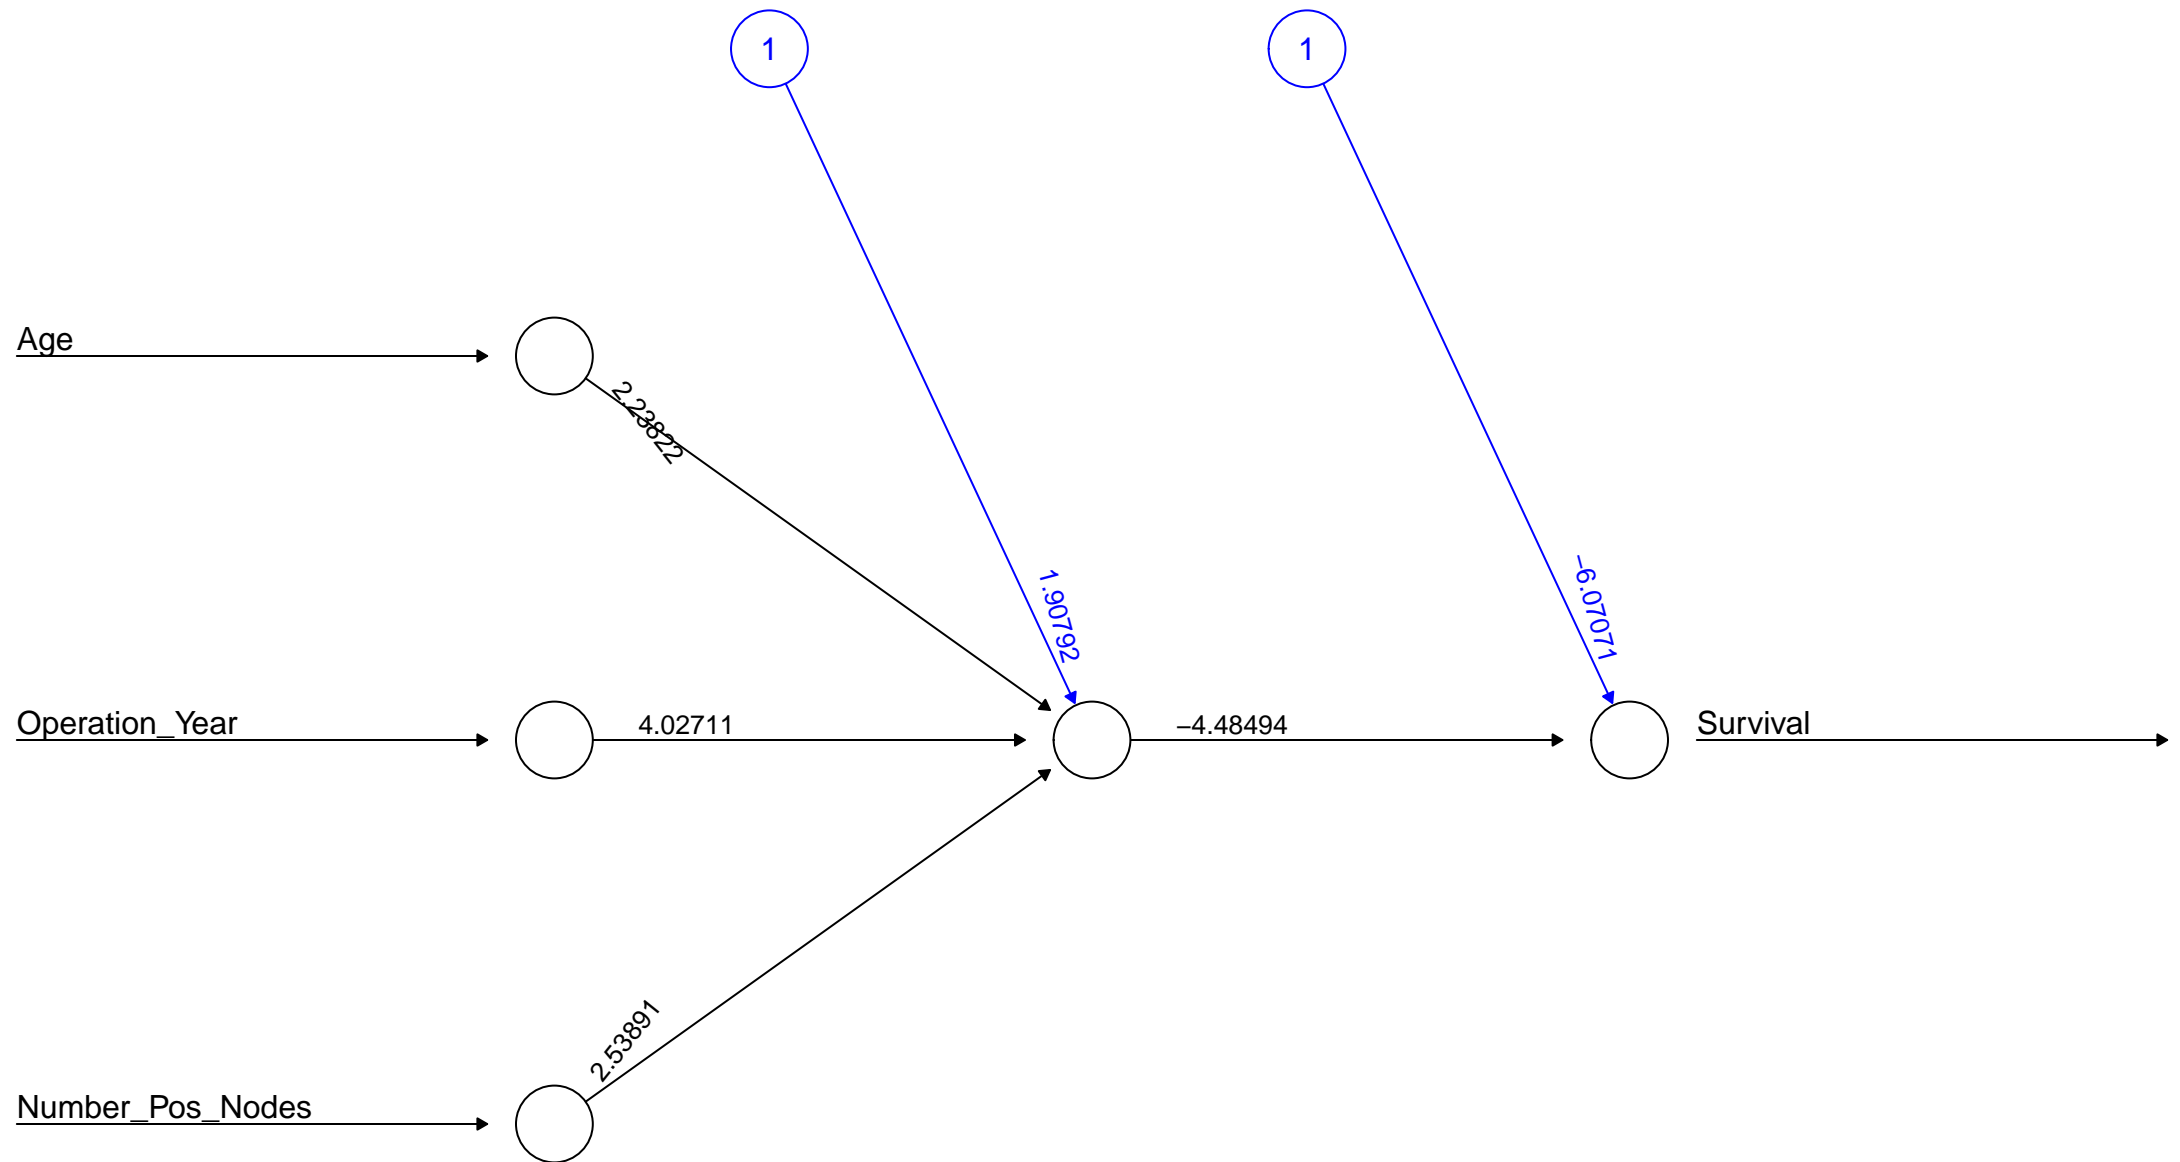 1
1
Age
2.23822
1.90792
−6.07071
Operation_Year
4.02711
−4.48494
Survival
2.53891
Number_Pos_Nodes